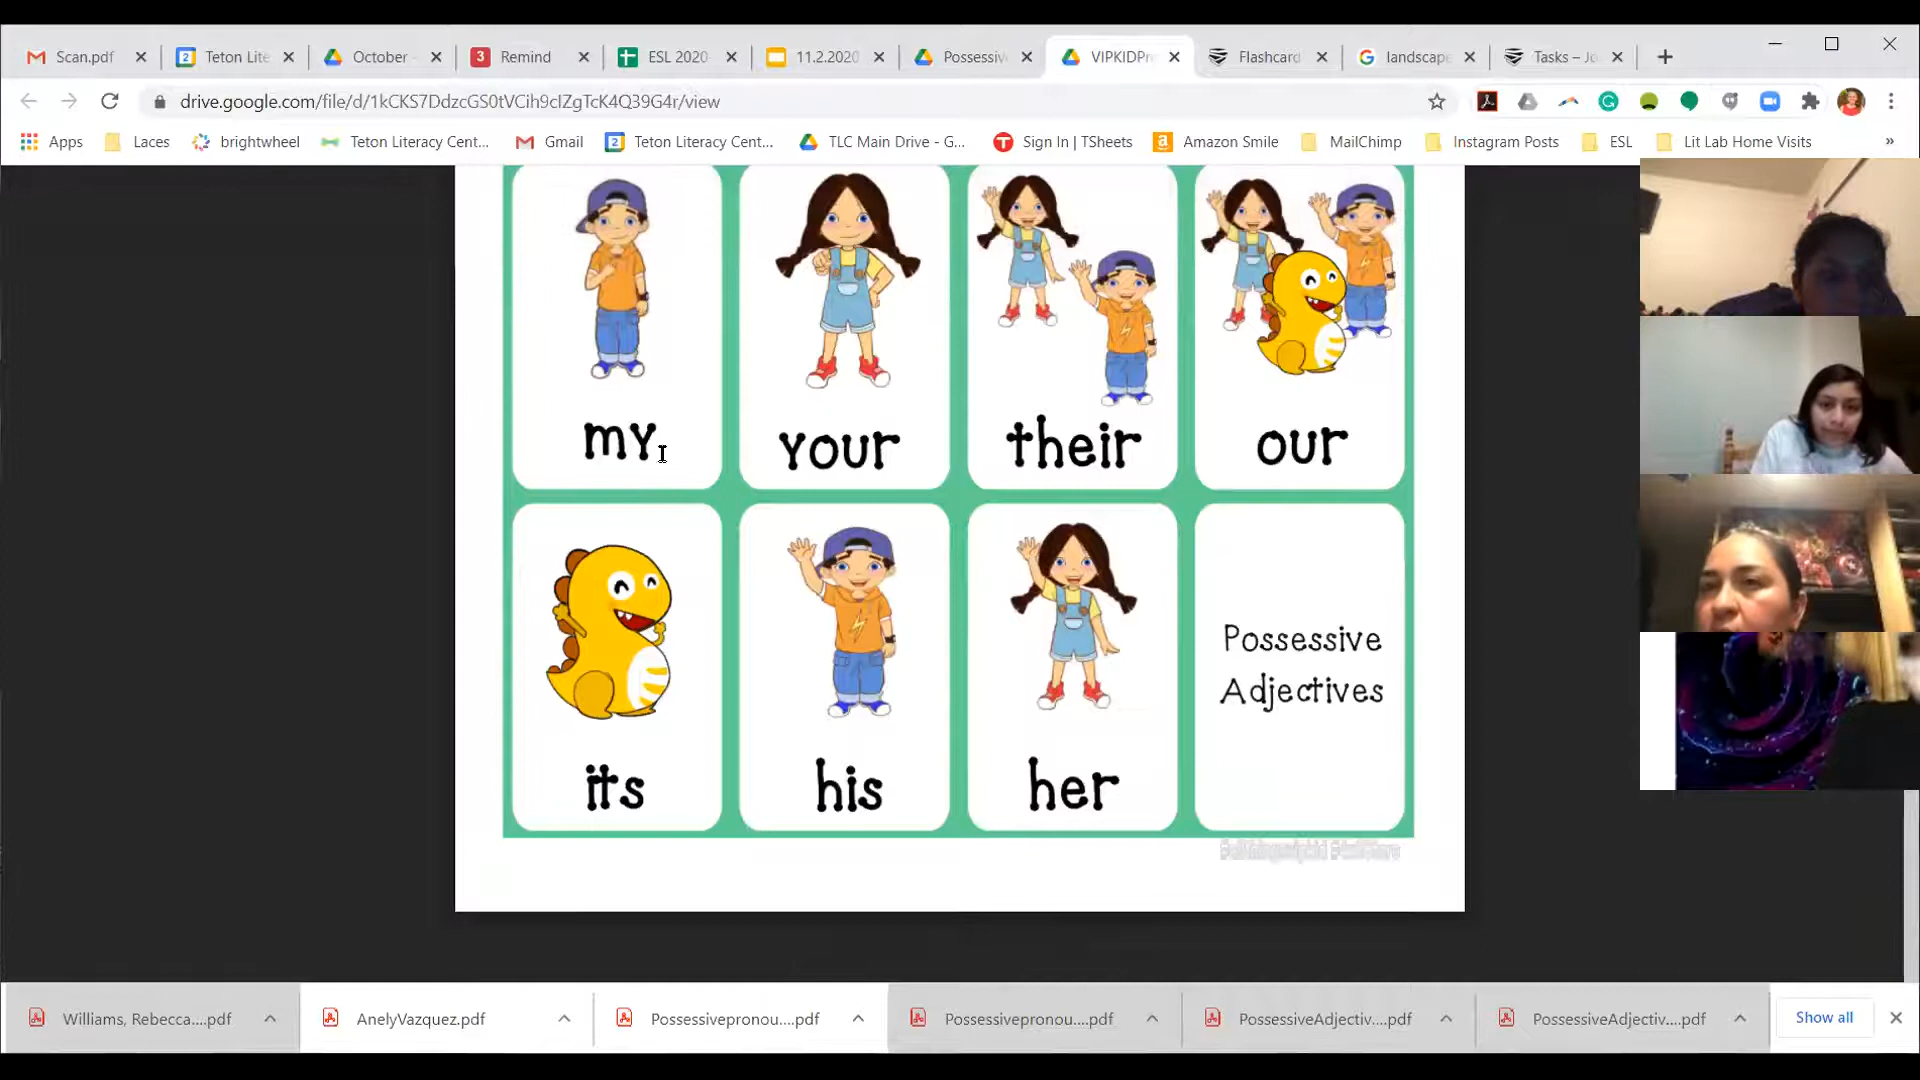 Scan.pdf
Teton Lite
October -
3 Remind
ESL 2020
11.2.2020
Possessiv
VIPKIDPr
Flashcard
landscape
Tasks – Jo
drive.google.com/file/d/1kCKS7DdzcGS0tVCih9cIZgTcK4Q39G4r/view
Apps
Laces
brightwheel
Teton Literacy Cent...
Gmail
Teton Literacy Cent...
TLC Main Drive - G...
Sign In | TSheets
Amazon Smile
MailChimp
Instagram Posts
ESL
Lit Lab Home Visits
my
your
their
our
its
his
her
Possessive
Adjectives
Williams, Rebecca....pdf
AnelyVazquez.pdf
Possessivepronou....pdf
Possessivepronou....pdf
PossessiveAdjectiv....pdf
PossessiveAdjectiv....pdf
Show all